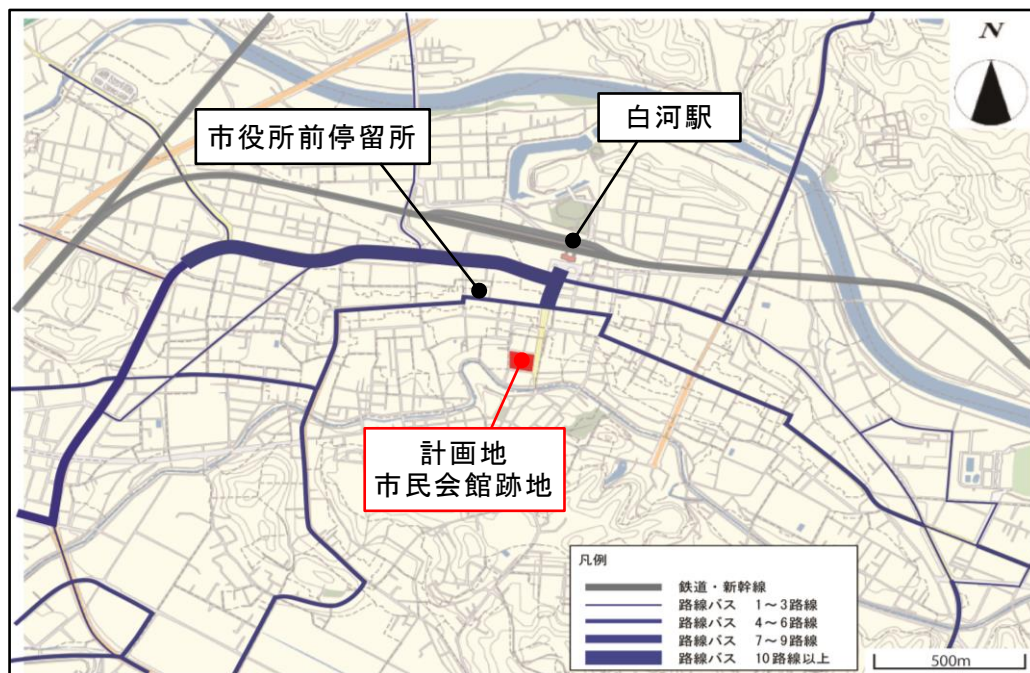 N
白河駅
市役所前停留所
計画地
市民会館跡地
凡例
鉄道・新幹線
路線バス 1～3路線
路線バス 4～6路線
路線バス 7～9路線
路線バス 10路線以上
500m